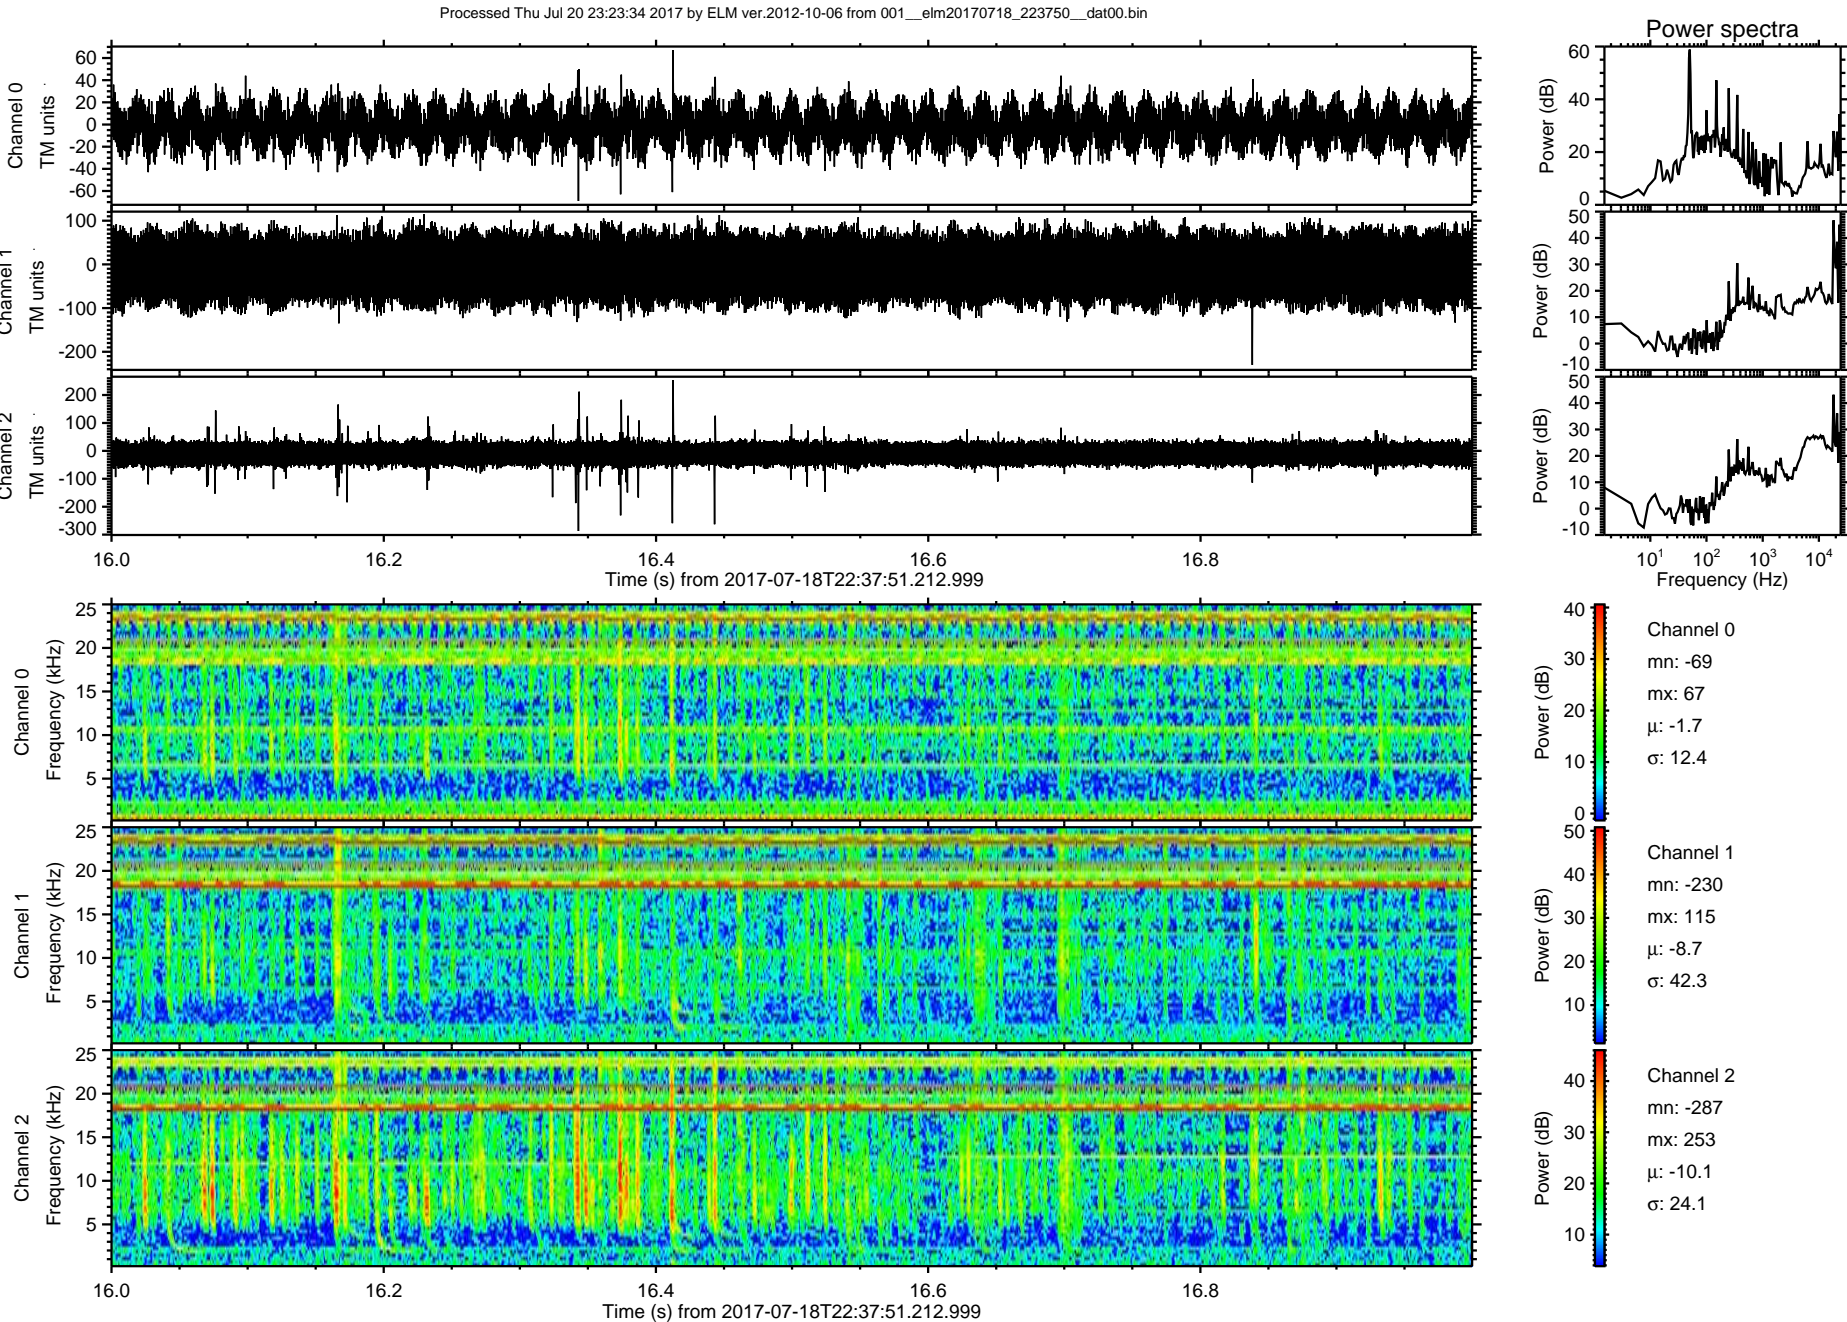 Processed Thu Jul 20 23:23:34 2017 by ELM ver.2012-10-06 from 001__elm20170718_223750__dat00.bin
Power spectra
Channel 0
TM units
60
40
20
0
-20
-40
-60
Power (dB)
60
40
20
0
Channel 1
TM units
100
0
-100
-200
Power (dB)
50
40
30
20
10
0
-10
Channel 2
TM units
200
100
0
-100
-200
-300
Power (dB)
50
40
30
20
10
0
-10
16.0 16.2 16.4 16.6 16.8
Time (s) from 2017-07-18T22:37:51.212.999
10^1 10^2 10^3 10^4
Frequency (Hz)
Channel 0
Frequency (kHz)
25
20
15
10
5
Power (dB)
40
30
20
10
0
Channel 0
mn: -69
mx: 67
μ: -1.7
σ: 12.4
Channel 1
Frequency (kHz)
25
20
15
10
5
Power (dB)
50
40
30
20
10
Channel 1
mn: -230
mx: 115
μ: -8.7
σ: 42.3
Channel 2
Frequency (kHz)
25
20
15
10
5
Power (dB)
40
30
20
10
Channel 2
mn: -287
mx: 253
μ: -10.1
σ: 24.1
16.0 16.2 16.4 16.6 16.8
Time (s) from 2017-07-18T22:37:51.212.999